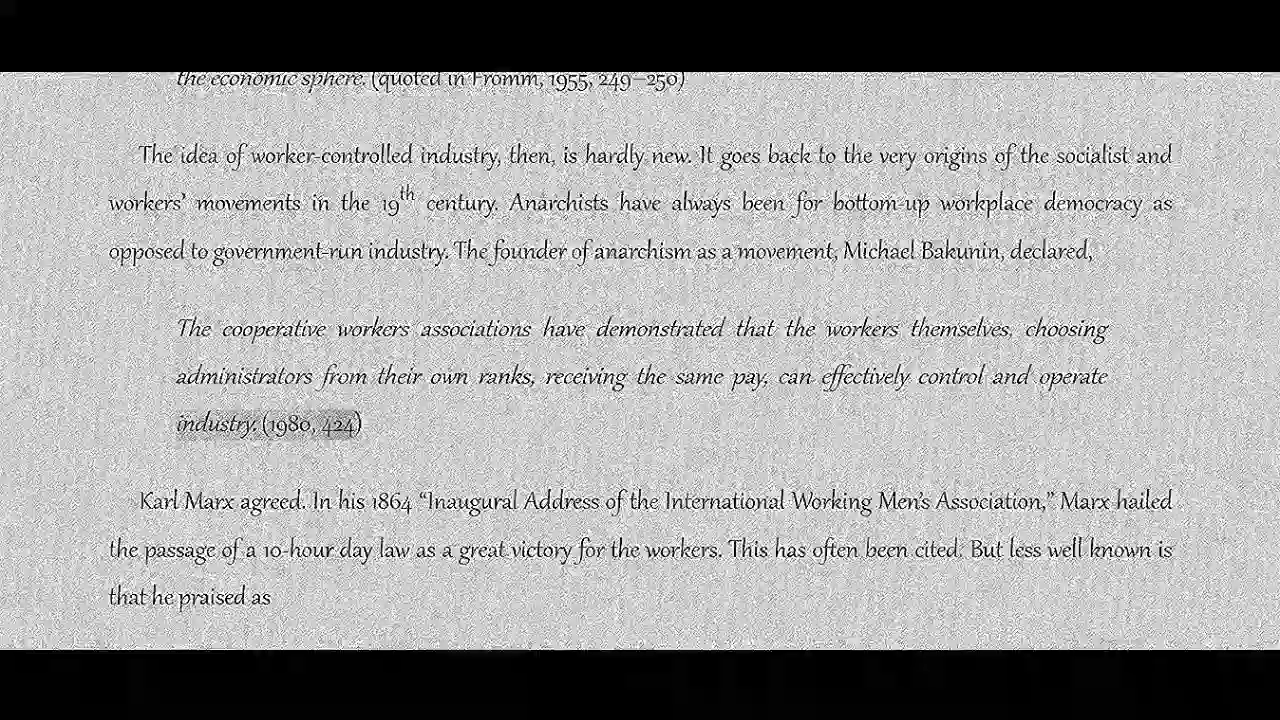 the economic sphere. (quoted in Fromm, 1955, 249–250)
The idea of worker-controlled industry, then, is hardly new. It goes back to the very origins of the socialist and
workers’ movements in the 19th century. Anarchists have always been for bottom-up workplace democracy as
opposed to government-run industry. The founder of anarchism as a movement, Michael Bakunin, declared,
The cooperative workers associations have demonstrated that the workers themselves, choosing
administrators from their own ranks, receiving the same pay, can effectively control and operate
industry. (1980, 424)
Karl Marx agreed. In his 1864 “Inaugural Address of the International Working Men’s Association,” Marx hailed
the passage of a 10-hour day law as a great victory for the workers. This has often been cited. But less well known is
that he praised as